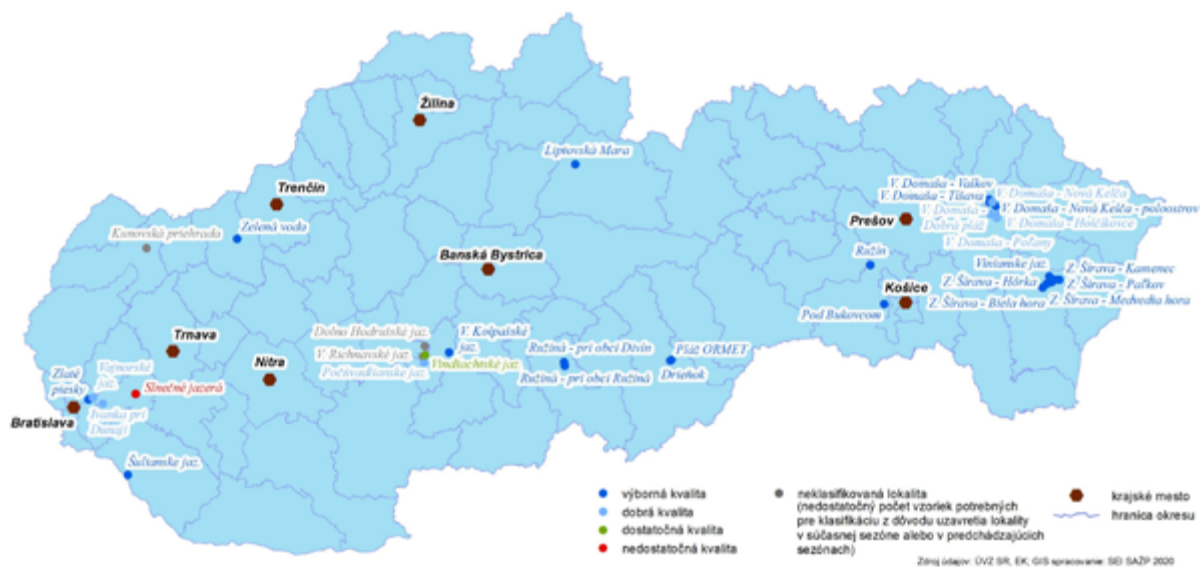 Žilina
Liptovská Mara
Trenčín
Zelená voda
Kunovská priehrada
Banská Bystrica
V. Domaša - Valkov
V. Domaša - Tišava
V. Domaša - Nová Kelča
V. Domaša - Nová Kelča - poloostrov
V. Domaša -
Dobrá pláž
V. Domaša - Holčíkovce
V. Domaša - Poľany
Prešov
Ružín
Košice
Pod Bukovcom
Vinianske jaz.
Z. Šírava - Kamenec
Z. Šírava - Hôrka
Z. Šírava - Paľkov
Z. Šírava - Biela hora
Z. Šírava - Medvedia hora
Trnava
Nitra
Dolno Hodrušské jaz.
V. Kolpašské
jaz.
V. Richnavské jaz.
Vindšachtské jaz.
Počúvadlianske jaz.
Ružiná - pri obci Divín
Ružiná - pri obci Ružiná
Pláž ORMET
Drieňok
Zlaté
piesky
Vajnorské
jaz.
Slnečné jazerá
Bratislava
Ivanka pri
Dunaji
Šulianske jaz.
výborná kvalita
dobrá kvalita
dostatočná kvalita
nedostatočná kvalita
neklasifikovaná lokalita
(nedostatočný počet vzoriek potrebných
pre klasifikáciu z dôvodu uzavretia lokality
v súčasnej sezóne alebo v predchádzajúcich
sezónach)
krajské mesto
hranica okresu
Zdroj údajov: ÚVZ SR, EK; GIS spracovanie: SEI SAŽP 2020